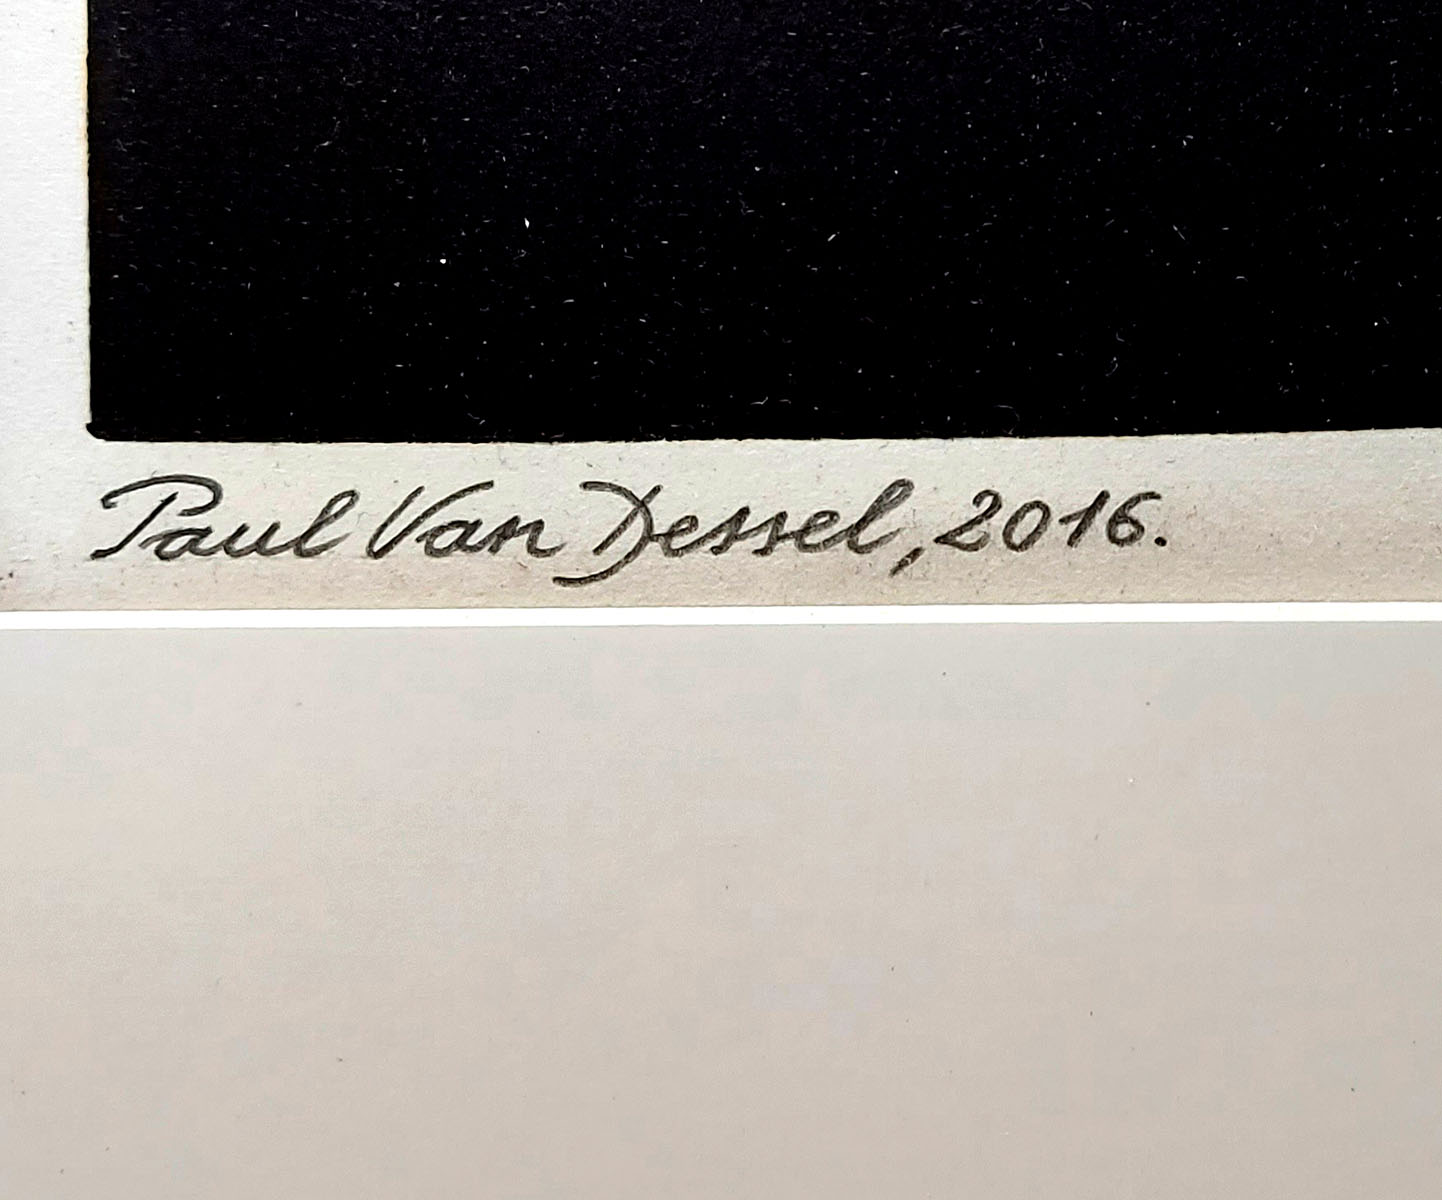 Paul Van Dessel, 2016.